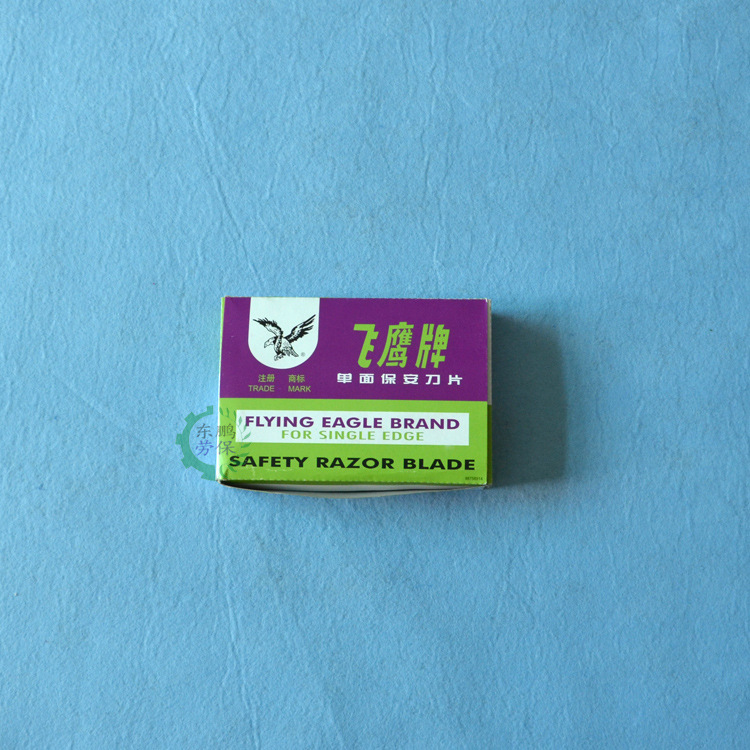 飞鹰牌
单面保安刀片
注册 商标
TRADE MARK
®
FLYING EAGLE BRAND
FOR SINGLE EDGE
SAFETY RAZOR BLADE
东鹏
劳保